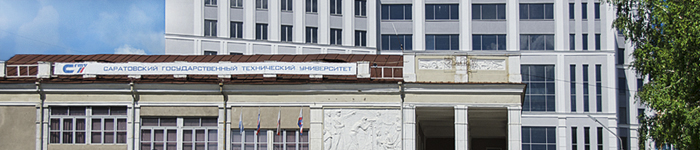 СГТУ
САРАТОВСКИЙ ГОСУДАРСТВЕННЫЙ ТЕХНИЧЕСКИЙ УНИВЕРСИТЕТ